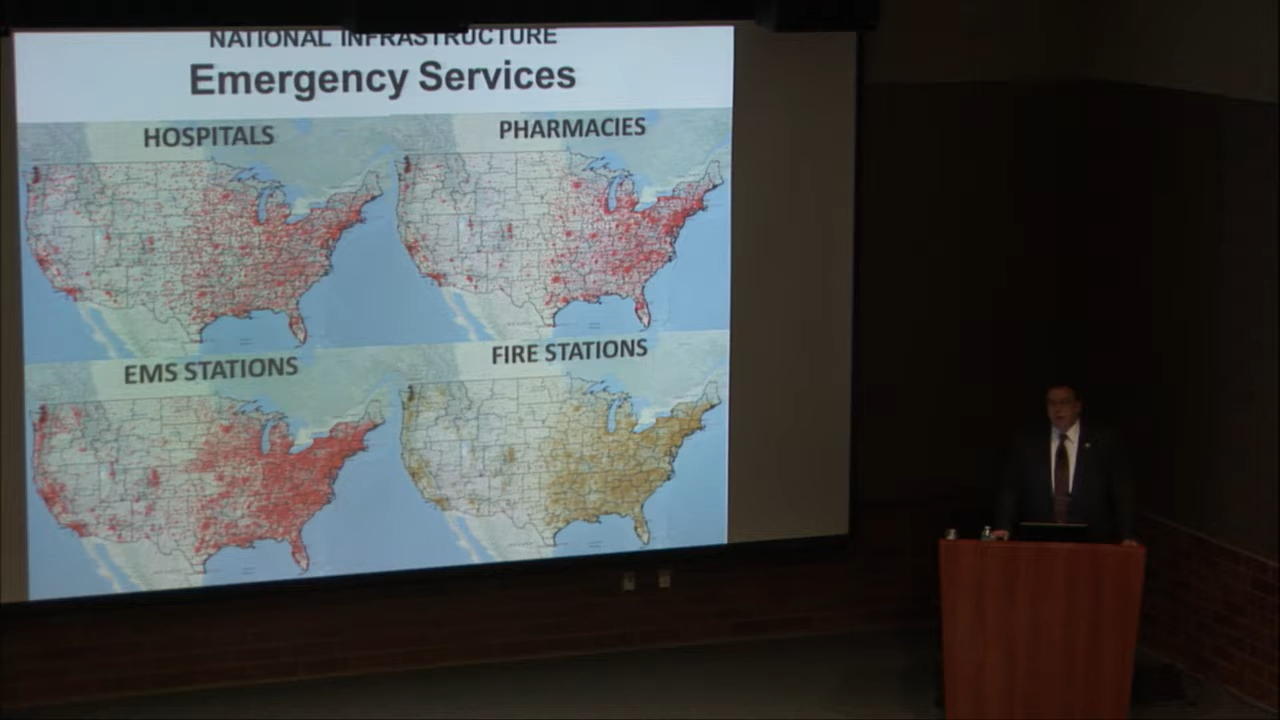 NATIONAL INFRASTRUCTURE
Emergency Services
HOSPITALS
PHARMACIES
EMS STATIONS
FIRE STATIONS